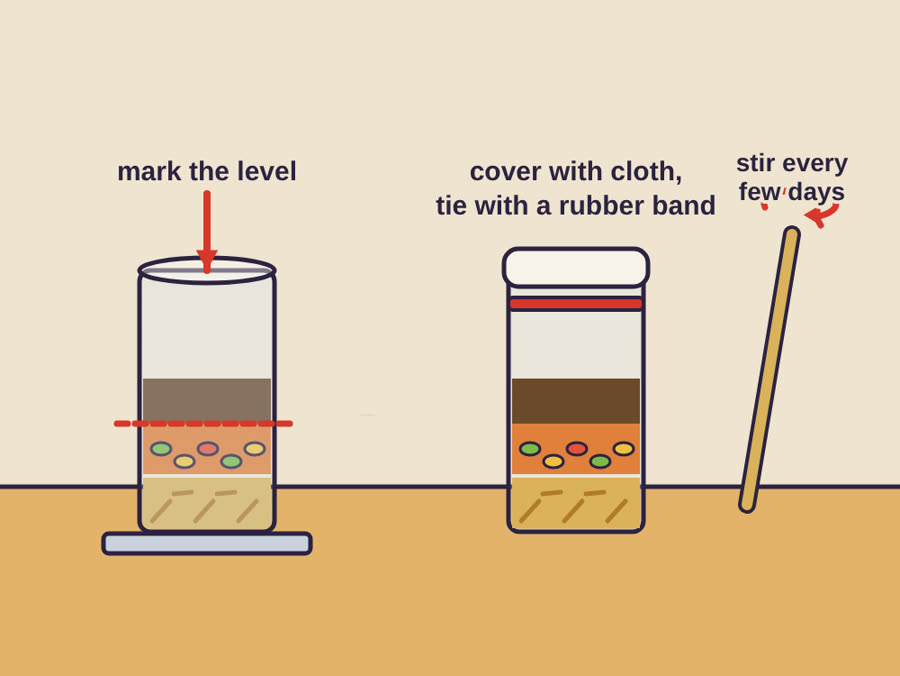 mark the level
cover with cloth,
tie with a rubber band
stir every
few days